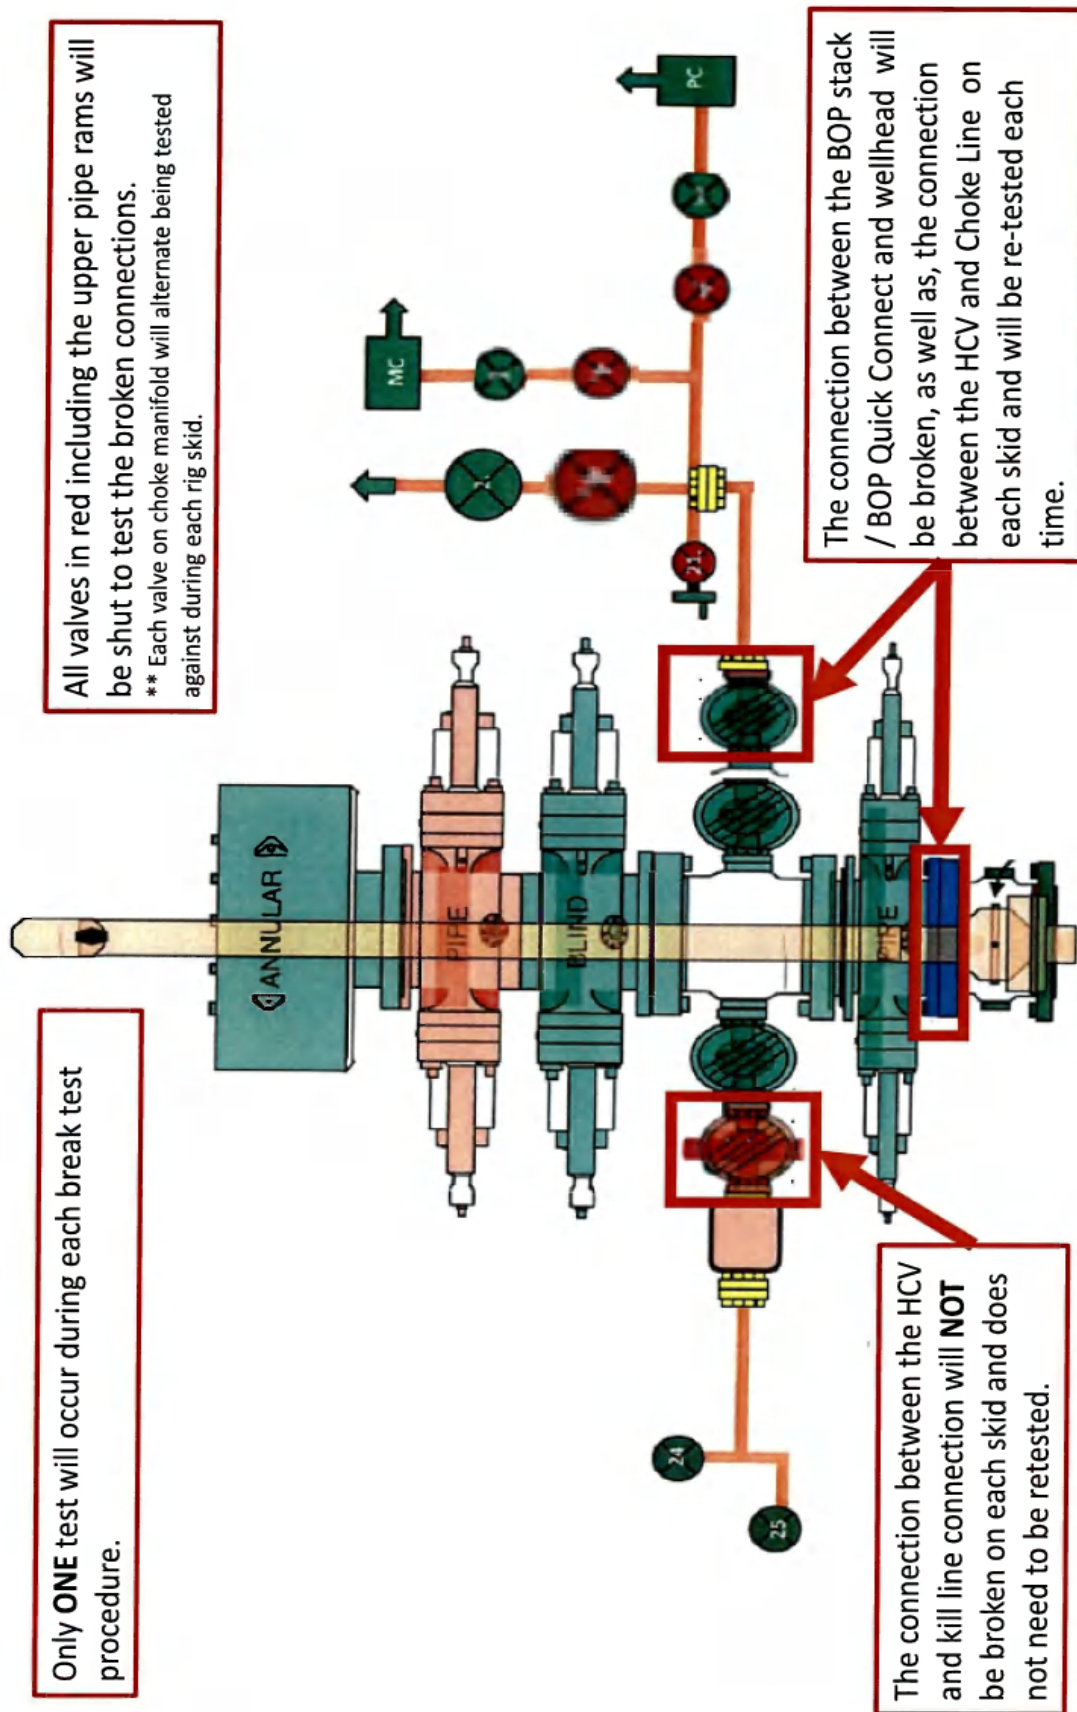 Only ONE test will occur during each break test
procedure.
All valves in red including the upper pipe rams will
be shut to test the broken connections.
** Each valve on choke manifold will alternate being tested
against during each rig skid.
ANNULAR
PIPE
BLIND
PIPE
MC
PC
21
24
25
The connection between the HCV
and kill line connection will NOT
be broken on each skid and does
not need to be retested.
The connection between the BOP stack
/ BOP Quick Connect and wellhead will
be broken, as well as, the connection
between the HCV and Choke Line on
each skid and will be re-tested each
time.